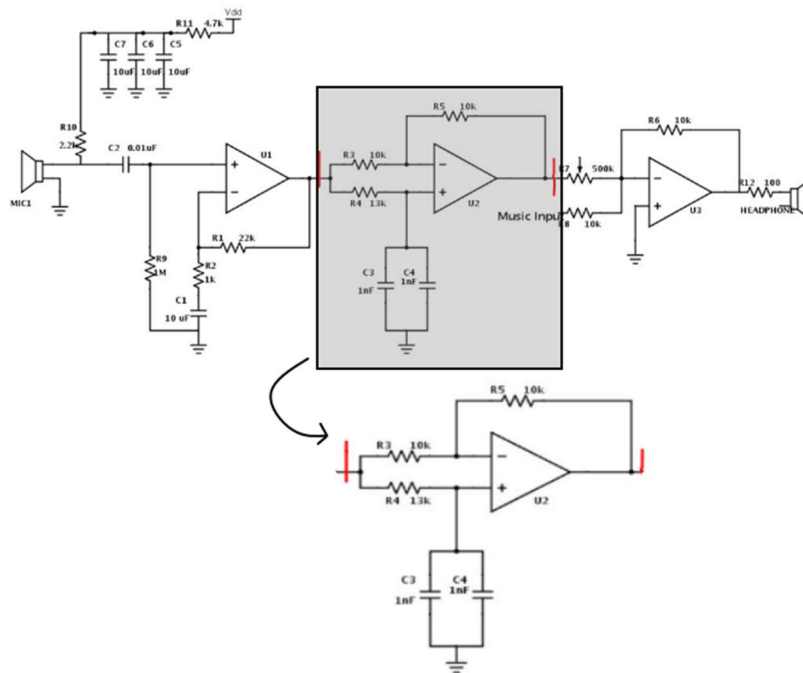 Vdd
R11 4.7k
C7 C6 C5
10uF 10uF 10uF
R10
2.2k
C2 0.01uF
MIC1
U1
R1 22k
R2
1k
R9
1M
C1
10 uF
R5 10k
R3 10k
R4 13k
U2
C3 C4
1nF 1nF
R7 500k
Music Input
R8 10k
R6 10k
U3
R12 100
HEADPHONE
R5 10k
R3 10k
R4 13k
U2
C3 C4
1nF 1nF